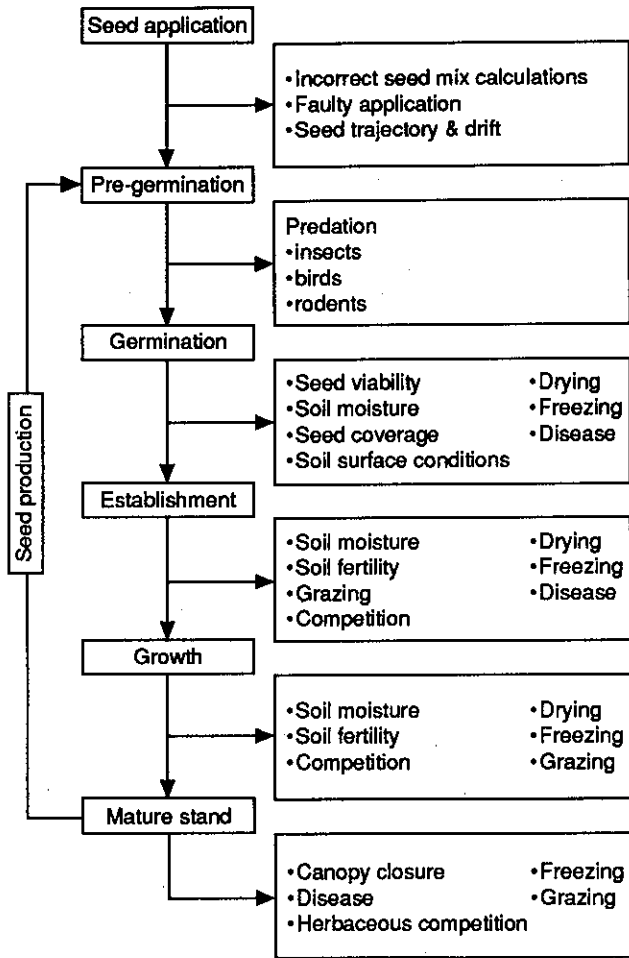 Seed application
•Incorrect seed mix calculations
•Faulty application
•Seed trajectory & drift
Pre-germination
Predation
•insects
•birds
•rodents
Germination
•Seed viability
•Soil moisture
•Seed coverage
•Soil surface conditions
•Drying
•Freezing
•Disease
Establishment
•Soil moisture
•Soil fertility
•Grazing
•Competition
•Drying
•Freezing
•Disease
Growth
•Soil moisture
•Soil fertility
•Competition
•Drying
•Freezing
•Grazing
Mature stand
•Canopy closure
•Disease
•Herbaceous competition
•Freezing
•Grazing
Seed production